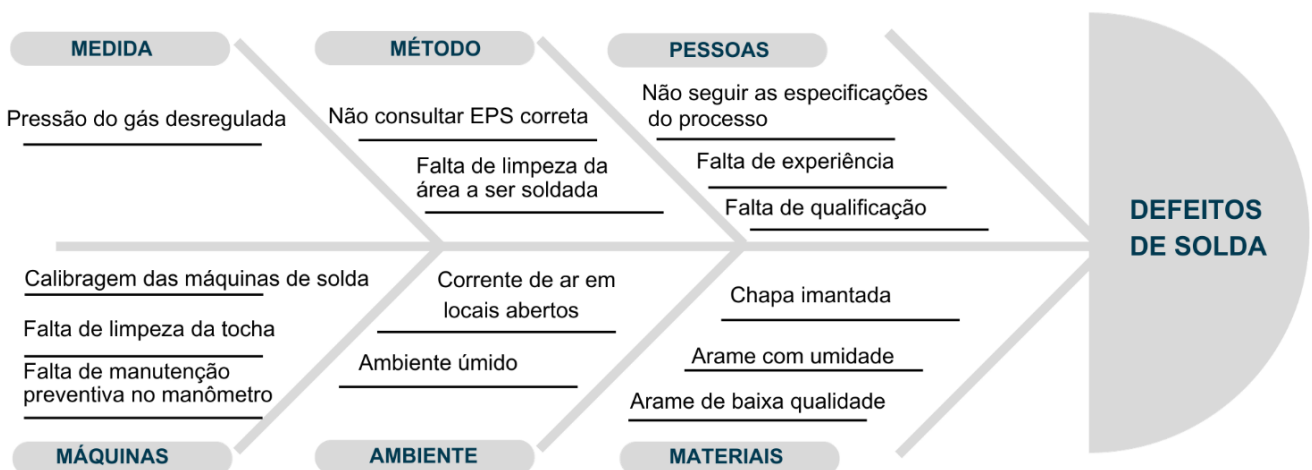 MEDIDA
Pressão do gás desregulada
MÉTODO
Não consultar EPS correta
Falta de limpeza da
área a ser soldada
PESSOAS
Não seguir as especificações
do processo
Falta de experiência
Falta de qualificação
DEFEITOS
DE SOLDA
Calibragem das máquinas de solda
Falta de limpeza da tocha
Falta de manutenção
preventiva no manômetro
MÁQUINAS
Corrente de ar em
locais abertos
Ambiente úmido
AMBIENTE
Chapa imantada
Arame com umidade
Arame de baixa qualidade
MATERIAIS